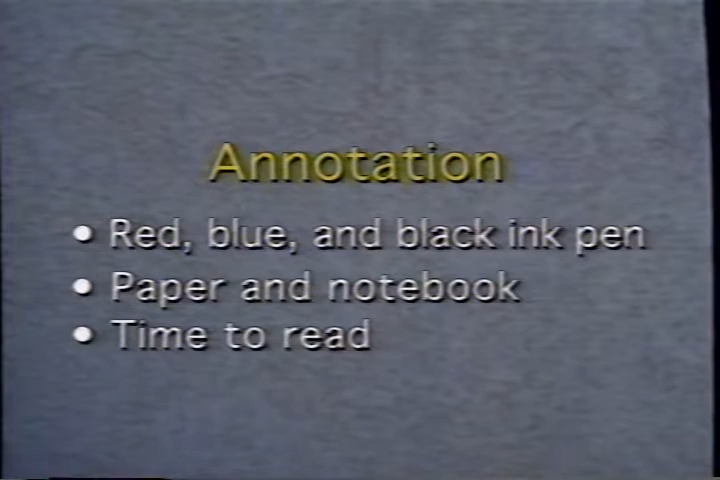 Annotation
• Red, blue, and black ink pen
• Paper and notebook
• Time to read